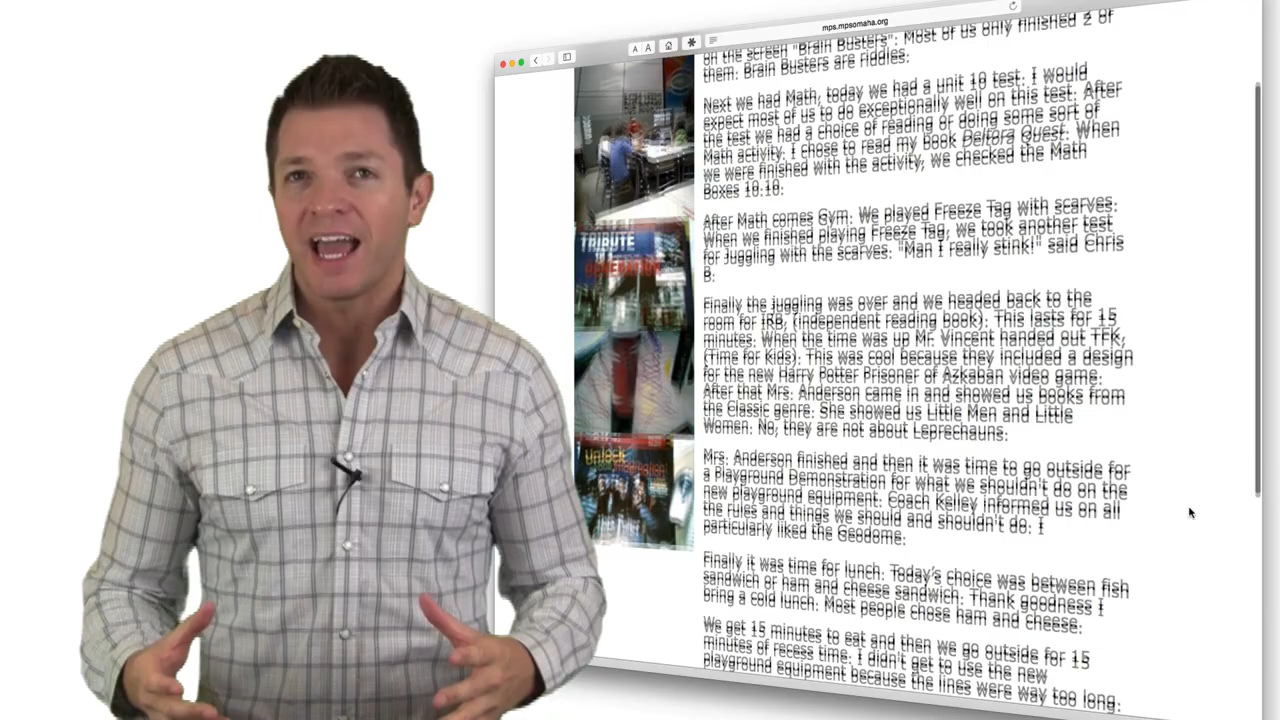 mps.mpsomaha.org
A A
on the screen "Brain Busters". Most of us only finished 2 of
them. Brain Busters are riddles.
Next we had Math, today we had a unit 10 test. I would
expect most of us to do exceptionally well on this test. After
the test we had a choice of reading or doing some sort of
Math activity. I chose to read my book Deltora Quest. When
we were finished with the activity, we checked the Math
Boxes 10.10.
After Math comes Gym. We played Freeze Tag with scarves.
When we finished playing Freeze Tag, we took another test
for Juggling with the scarves. "Man I really stink!" said Chris
B.
Finally the juggling was over and we headed back to the
room for IRB, (independent reading book). This lasts for 15
minutes. When the time was up Mr. Vincent handed out TFK,
(Time for Kids). This was cool because they included a design
for the new Harry Potter Prisoner of Azkaban video game.
After that Mrs. Anderson came in and showed us books from
the Classic genre. She showed us Little Men and Little
Women. No, they are not about Leprechauns.
Mrs. Anderson finished and then it was time to go outside for
a Playground Demonstration for what we shouldn't do on the
new playground equipment. Coach Kelley informed us on all
the rules and things we should and shouldn't do. I
particularly liked the Geodome.
Finally it was time for lunch. Today's choice was between fish
sandwich or ham and cheese sandwich. Thank goodness I
bring a cold lunch. Most people chose ham and cheese.
We get 15 minutes to eat and then we go outside for 15
minutes of recess time. I didn't get to use the new
playground equipment because the lines were way too long.
TRIBUTE
GENERATION
Unlock